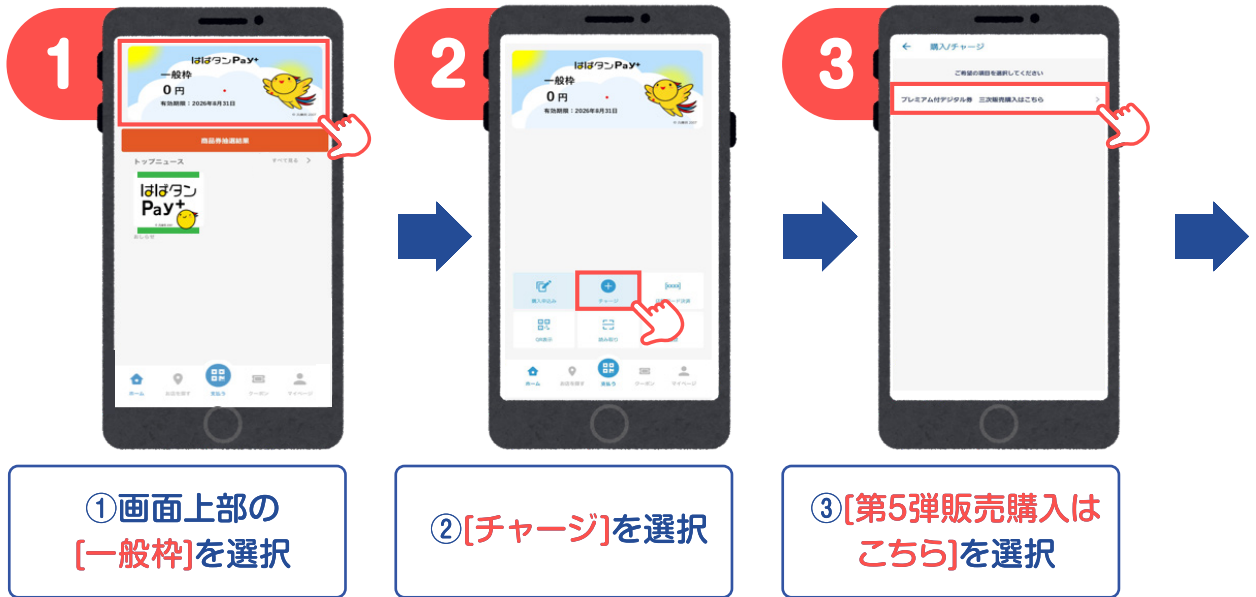 1
はばタンPay+
一般枠
0 円
有効期限：2026年8月31日
商品券抽選結果
トップニュース
すべて見る
はばタン
Pay+
おしらせ
ホーム
お店を探す
支払う
クーポン
マイページ
①画面上部の
[一般枠]を選択
2
はばタンPay+
一般枠
0 円
有効期限：2026年8月31日
購入申込み
チャージ
QR表示
読み取り
ホーム
お店を探す
支払う
クーポン
マイページ
②[チャージ]を選択
3
購入/チャージ
ご希望の項目を選択してください
プレミアム付デジタル券 三次販売購入はこちら
③[第5弾販売購入は
こちら]を選択